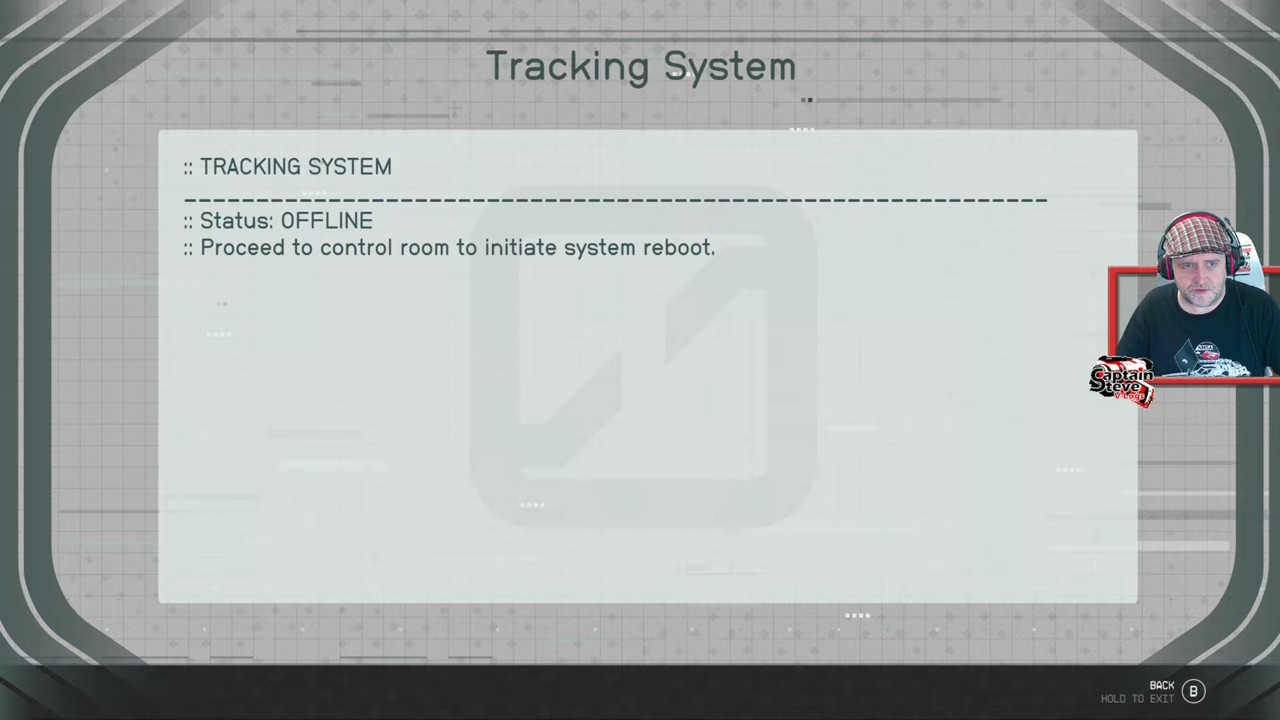 Tracking System
:: TRACKING SYSTEM
:: Status: OFFLINE
:: Proceed to control room to initiate system reboot.
Captain
Steve
V-Logs
BACK
HOLD TO EXIT
B